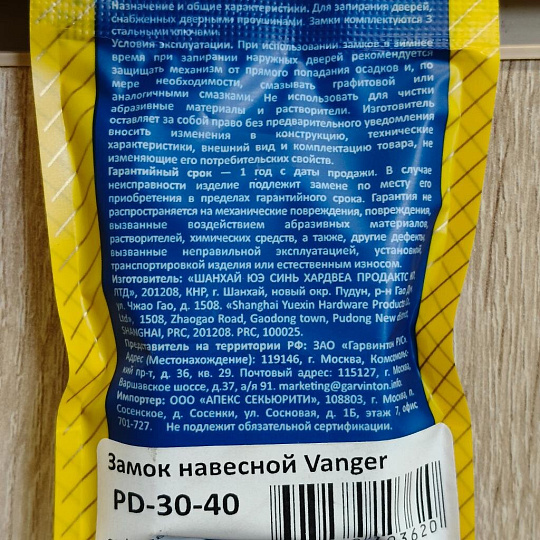 Назначение и общие характеристики. Для запирания дверей,
снабженных дверными проушинами. Замки комплектуются 3
стальными ключами.
Условия эксплуатации. При использовании замков в зимнее
время при запирании наружных дверей рекомендуется
защищать механизм от прямого попадания осадков и, по
мере необходимости, смазывать графитовой или
аналогичными смазками. Не использовать для чистки
абразивные материалы и растворители. Изготовитель
оставляет за собой право без предварительного уведомления
вносить изменения в конструкцию, технические
характеристики, внешний вид и комплектацию товара, не
изменяющие его потребительских свойств.
Гарантийный срок — 1 год с даты продажи. В случае
неисправности изделие подлежит замене по месту его
приобретения в пределах гарантийного срока. Гарантия не
распространяется на механические повреждения, повреждения,
вызванные воздействием абразивных материалов,
растворителей, химических средств, а также, другие дефекты,
вызванные неправильной эксплуатацией, установкой,
транспортировкой изделия или естественным износом.
Изготовитель: «ШАНХАЙ ЮЭ СИНЬ ХАРДВЕА ПРОДАКТС
ЛТД», 201208, КНР, г. Шанхай, новый окр. Пудун, р-н Гао
ул. Чжао Гао, д. 1508. «Shanghai Yuexin Hardware Products Co.
Ltd», 1508, Zhaogao Road, Gaodong town, Pudong New
SHANGHAI, PRC, 201208. PRC, 100025.
Представитель на территории РФ: ЗАО «Гарвинтон РУС».
Адрес (Местонахождение): 119146, г. Москва, Комсомоль-
ский пр-т, д. 36, кв. 29. Почтовый адрес: 115127, г. Москва,
Варшавское шоссе, д.37, а/я 91. marketing@garvinton.info.
Импортер: ООО «АПЕКС СЕКЬЮРИТИ», 108803, г. Москва, п.
Сосенское, д. Сосенки, ул. Сосновая, д. 1Б, этаж 7, офис
701-727. Не подлежит обязательной сертификации.
Замок навесной Vanger
PD-30-40
03620